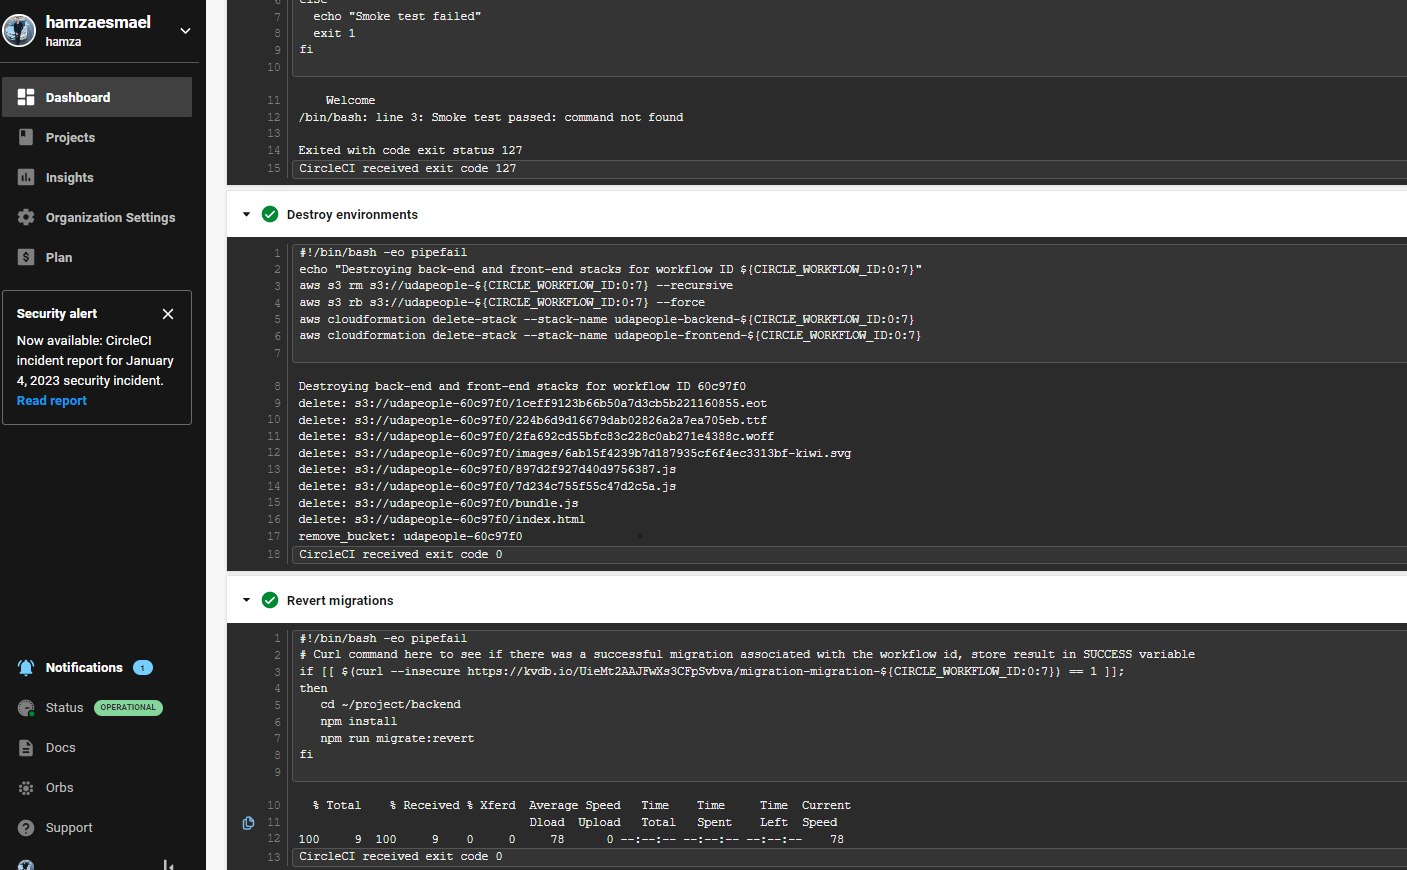 hamzaesmael
hamza
Dashboard
Projects
Insights
Organization Settings
Plan
Security alert
Now available: CircleCI
incident report for January
4, 2023 security incident.
Read report
Notifications 1
Status OPERATIONAL
Docs
Orbs
Support
6 else
7 echo "Smoke test failed"
8 exit 1
9 fi
10
11 Welcome
12 /bin/bash: line 3: Smoke test passed: command not found
13
14 Exited with code exit status 127
15 CircleCI received exit code 127
Destroy environments
1 #!/bin/bash -eo pipefail
2 echo "Destroying back-end and front-end stacks for workflow ID ${CIRCLE_WORKFLOW_ID:0:7}"
3 aws s3 rm s3://udapeople-${CIRCLE_WORKFLOW_ID:0:7} --recursive
4 aws s3 rb s3://udapeople-${CIRCLE_WORKFLOW_ID:0:7} --force
5 aws cloudformation delete-stack --stack-name udapeople-backend-${CIRCLE_WORKFLOW_ID:0:7}
6 aws cloudformation delete-stack --stack-name udapeople-frontend-${CIRCLE_WORKFLOW_ID:0:7}
7
8 Destroying back-end and front-end stacks for workflow ID 60c97f0
9 delete: s3://udapeople-60c97f0/1ceff9123b66b50a7d3cb5b221160855.eot
10 delete: s3://udapeople-60c97f0/224b6d9d16679dab02826a2a7ea705eb.ttf
11 delete: s3://udapeople-60c97f0/2fa692cd55bfc83c228c0ab271e4388c.woff
12 delete: s3://udapeople-60c97f0/images/6ab15f4239b7d187935cf6f4ec3313bf-kiwi.svg
13 delete: s3://udapeople-60c97f0/897d2f927d40d9756387.js
14 delete: s3://udapeople-60c97f0/7d234c755f55c47d2c5a.js
15 delete: s3://udapeople-60c97f0/bundle.js
16 delete: s3://udapeople-60c97f0/index.html
17 remove_bucket: udapeople-60c97f0
18 CircleCI received exit code 0
Revert migrations
1 #!/bin/bash -eo pipefail
2 # Curl command here to see if there was a successful migration associated with the workflow id, store result in SUCCESS variable
3 if [[ $(curl --insecure https://kvdb.io/UieMt2AAJFwXs3CFpSvbva/migration-migration-${CIRCLE_WORKFLOW_ID:0:7}) == 1 ]];
4 then
5 cd ~/project/backend
6 npm install
7 npm run migrate:revert
8 fi
9
10 % Total % Received % Xferd Average Speed Time Time Time Current
11 Dload Upload Total Spent Left Speed
12 100 9 100 9 0 0 78 0 --:--:-- --:--:-- --:--:-- 78
13 CircleCI received exit code 0